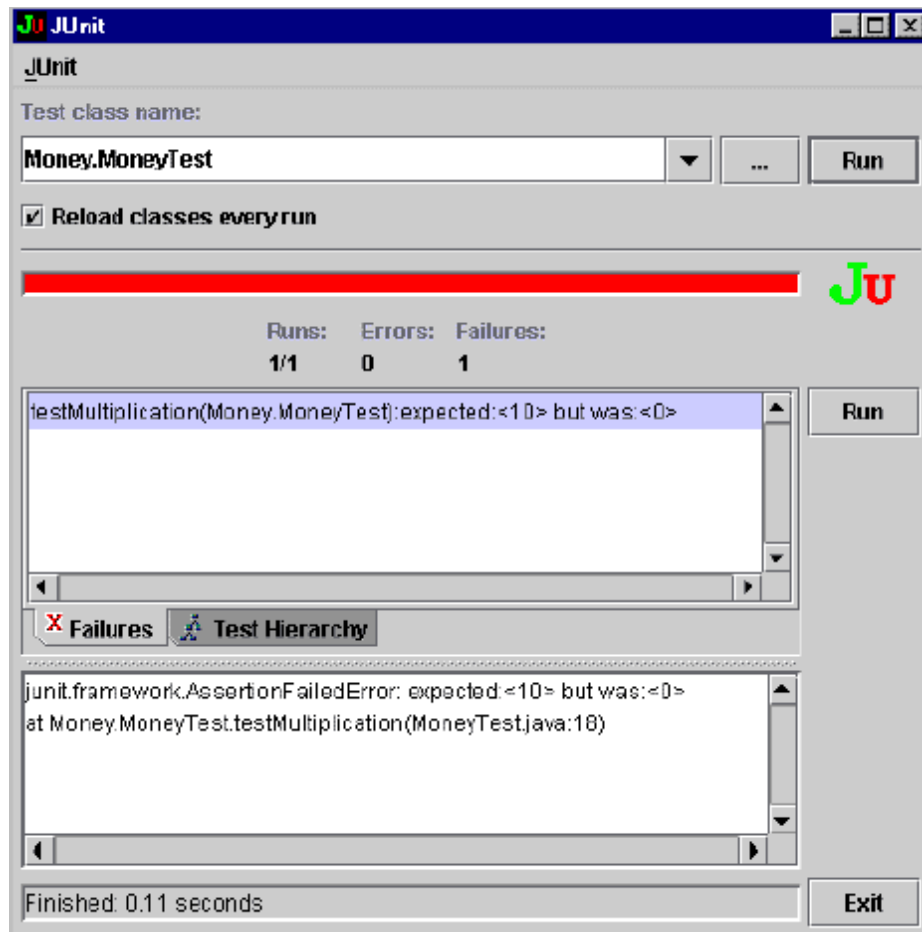 JU JUnit
JUnit
Test class name:
Money.MoneyTest ... Run
Reload classes every run
JU
Runs: Errors: Failures:
1/1 0 1
testMultiplication(Money.MoneyTest):expected:<10> but was:<0>
Run
X Failures Test Hierarchy
junit.framework.AssertionFailedError: expected:<10> but was:<0>
at Money.MoneyTest.testMultiplication(MoneyTest.java:18)
Finished: 0.11 seconds Exit